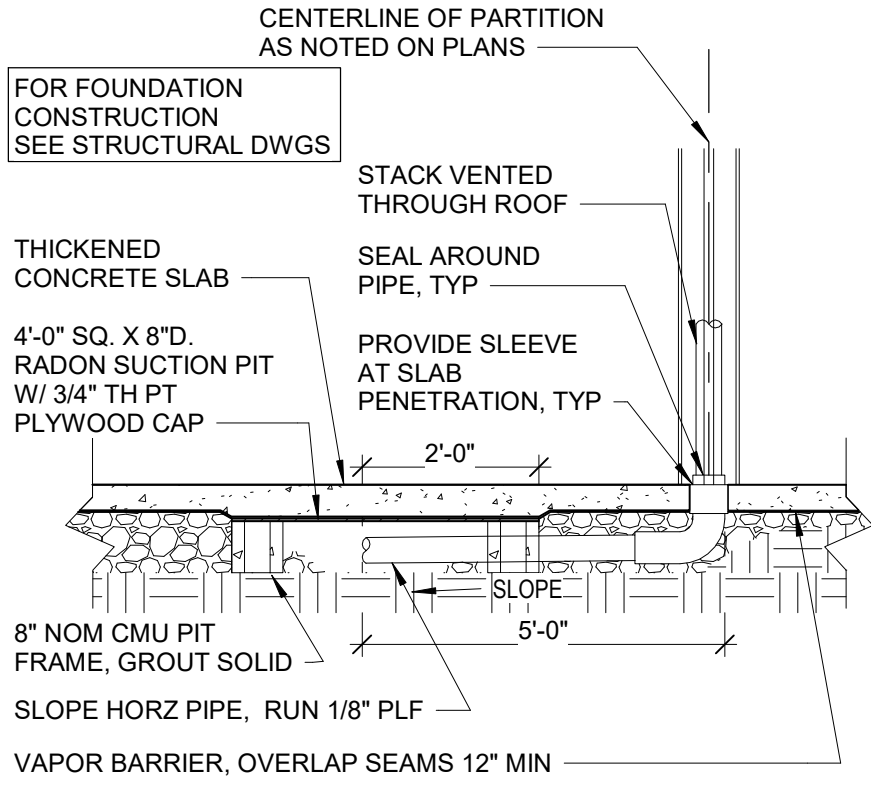 CENTERLINE OF PARTITION
AS NOTED ON PLANS
FOR FOUNDATION
CONSTRUCTION
SEE STRUCTURAL DWGS
STACK VENTED
THROUGH ROOF
THICKENED
CONCRETE SLAB
SEAL AROUND
PIPE, TYP
4'-0" SQ. X 8"D.
RADON SUCTION PIT
W/ 3/4" TH PT
PLYWOOD CAP
PROVIDE SLEEVE
AT SLAB
PENETRATION, TYP
2'-0"
SLOPE
5'-0"
8" NOM CMU PIT
FRAME, GROUT SOLID
SLOPE HORZ PIPE, RUN 1/8" PLF
VAPOR BARRIER, OVERLAP SEAMS 12" MIN